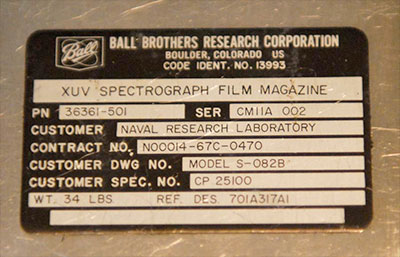 Ball BALL BROTHERS RESEARCH CORPORATION
BOULDER, COLORADO US
CODE IDENT. NO. 13993
XUV SPECTROGRAPH FILM MAGAZINE
PN 36361-501 SER CM11A 002
CUSTOMER NAVAL RESEARCH LABORATORY
CONTRACT NO. N00014-67C-0470
CUSTOMER DWG NO. MODEL S-082B
CUSTOMER SPEC. NO. CP 25100
WT. 34 LBS REF. DES. 701A317A1